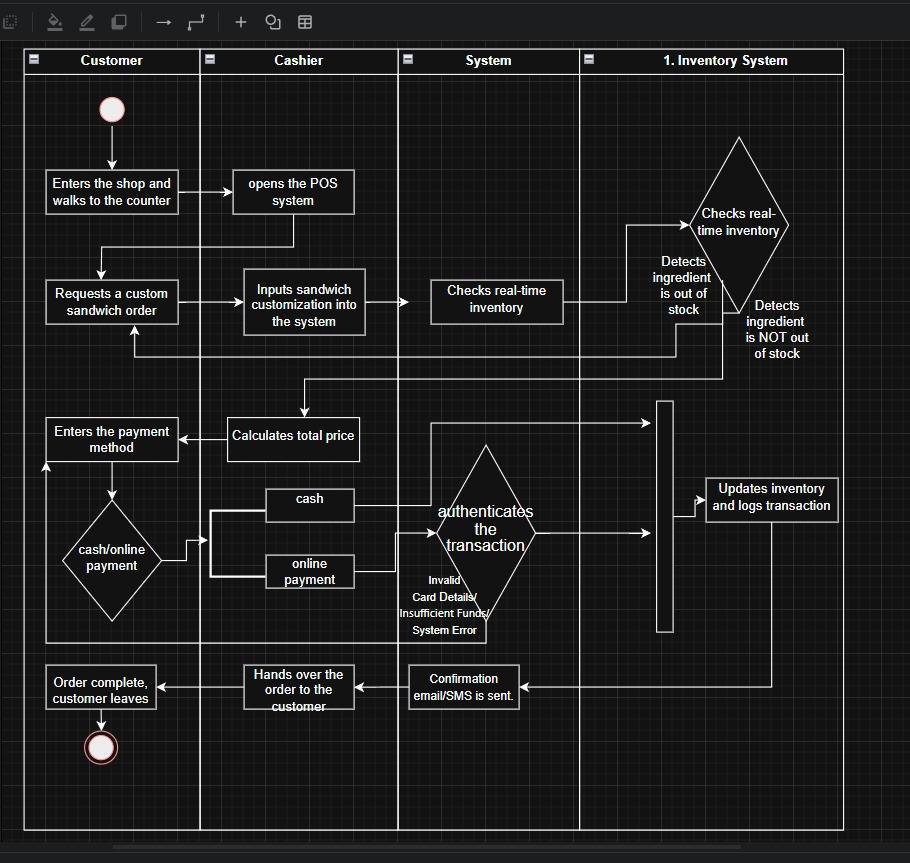 Customer
Cashier
System
1. Inventory System
Enters the shop and
walks to the counter
opens the POS
system
Checks real-
time inventory
Requests a custom
sandwich order
Inputs sandwich
customization into
the system
Checks real-time
inventory
Detects
ingredient
is out of
stock
Detects
ingredient
is NOT out
of stock
Enters the payment
method
Calculates total price
cash/online
payment
cash
online
payment
authenticates
the
transaction
Invalid
Card Details/
Insufficient Funds/
System Error
Updates inventory
and logs transaction
Order complete,
customer leaves
Hands over the
order to the
customer
Confirmation
email/SMS is sent.